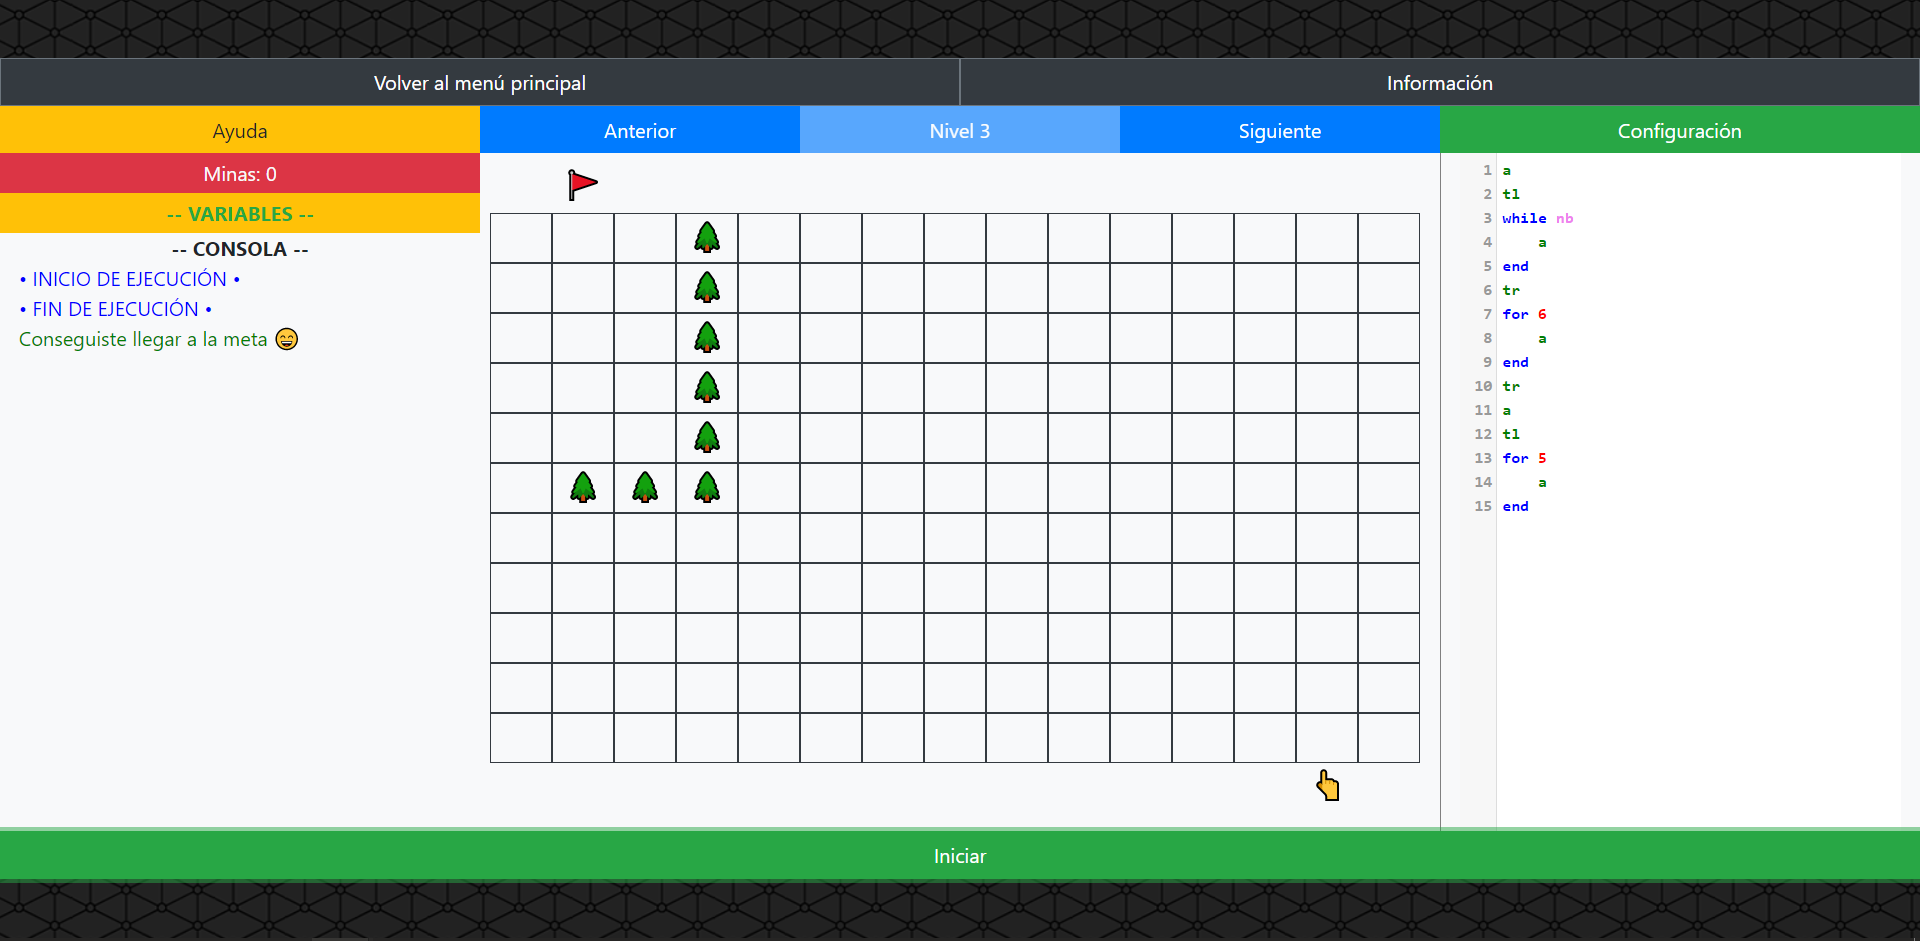 Volver al menú principal
Información
Ayuda
Anterior
Nivel 3
Siguiente
Configuración
Minas: 0
-- VARIABLES --
-- CONSOLA --
• INICIO DE EJECUCIÓN •
• FIN DE EJECUCIÓN •
Conseguiste llegar a la meta 😄
1 a
2 tl
3 while nb
4 a
5 end
6 tr
7 for 6
8 a
9 end
10 tr
11 a
12 tl
13 for 5
14 a
15 end
Iniciar